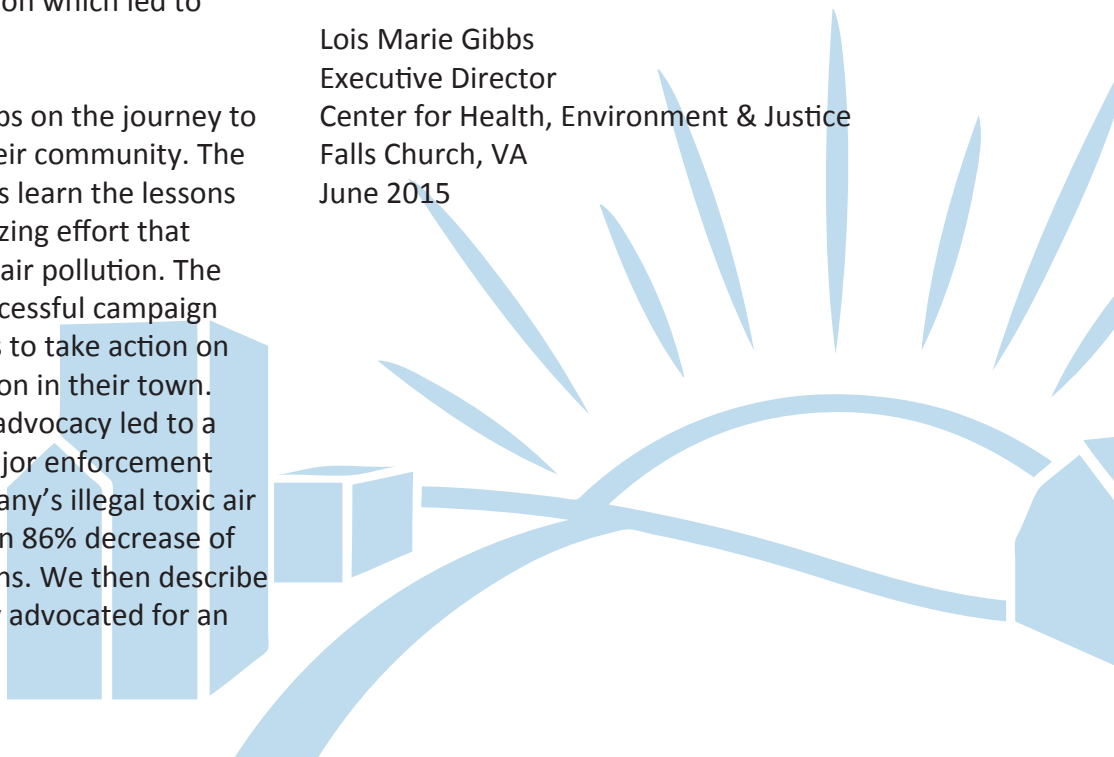 on which led to
ps on the journey to
eir community. The
s learn the lessons
zing effort that
air pollution. The
ccessful campaign
s to take action on
on in their town.
advocacy led to a
jor enforcement
any's illegal toxic air
n 86% decrease of
ns. We then describe
advocated for an
Lois Marie Gibbs
Executive Director
Center for Health, Environment & Justice
Falls Church, VA
June 2015